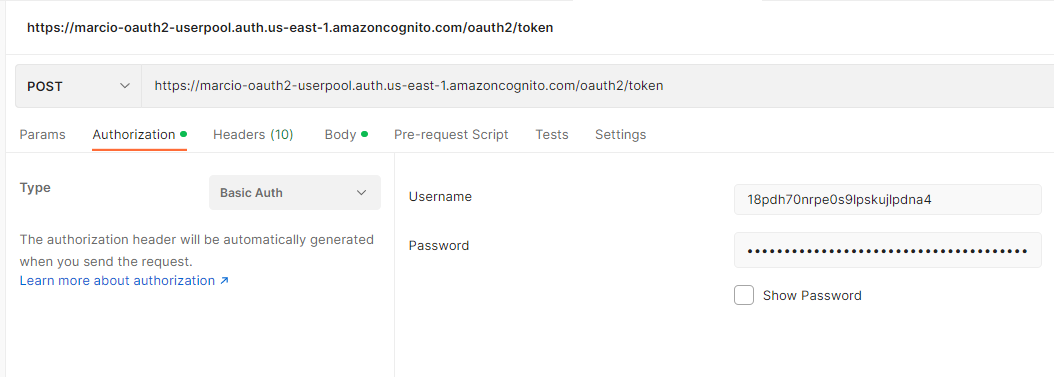 https://marcio-oauth2-userpool.auth.us-east-1.amazoncognito.com/oauth2/token
POST https://marcio-oauth2-userpool.auth.us-east-1.amazoncognito.com/oauth2/token
Params Authorization Headers (10) Body Pre-request Script Tests Settings
Type Basic Auth
The authorization header will be automatically generated
when you send the request.
Learn more about authorization ↗
Username 18pdh70nrpe0s9lpskujlpdna4
Password ••••••••••••••••••••••••••••••••••••••
Show Password